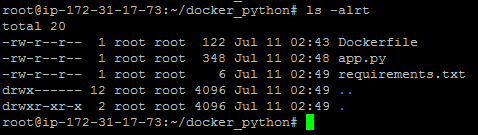 root@ip-172-31-17-73:~/docker_python# ls -alrt
total 20
-rw-r--r--  1 root root  122 Jul 11 02:43 Dockerfile
-rw-r--r--  1 root root  348 Jul 11 02:48 app.py
-rw-r--r--  1 root root    6 Jul 11 02:49 requirements.txt
drwx------ 12 root root 4096 Jul 11 02:49 ..
drwxr-xr-x  2 root root 4096 Jul 11 02:49 .
root@ip-172-31-17-73:~/docker_python#